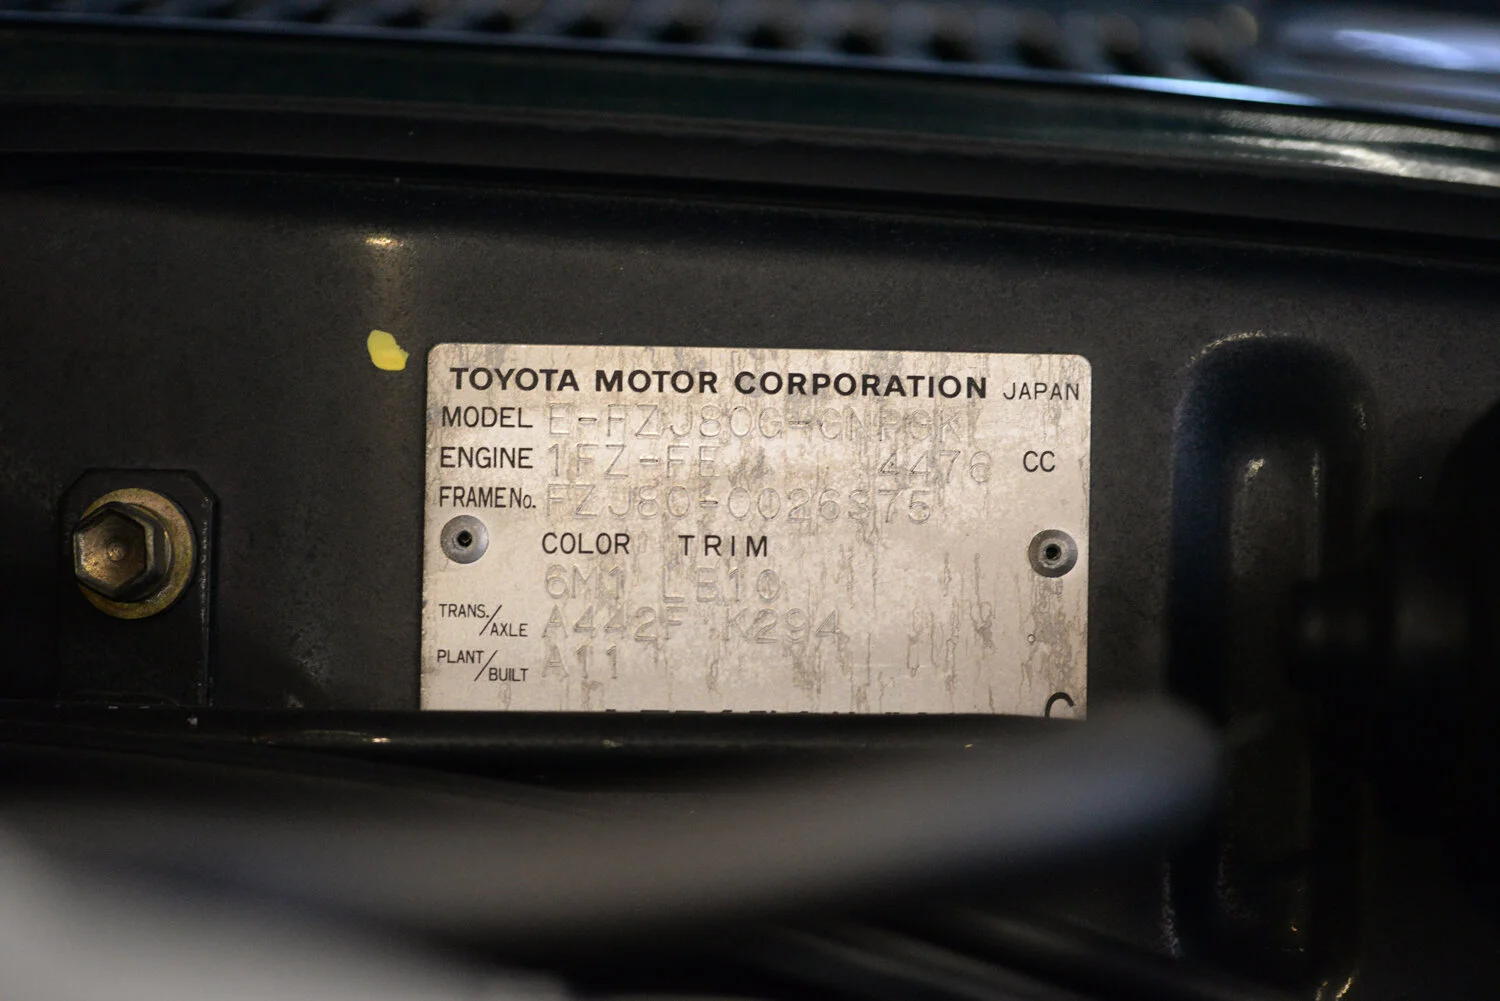 TOYOTA MOTOR CORPORATION JAPAN
MODEL E-FZJ80G-GNPGK
ENGINE 1FZ-FE 4476 CC
FRAME No. FZJ80-0026375
COLOR TRIM
6M1 LB10
TRANS./AXLE A442F K294
PLANT/BUILT A11